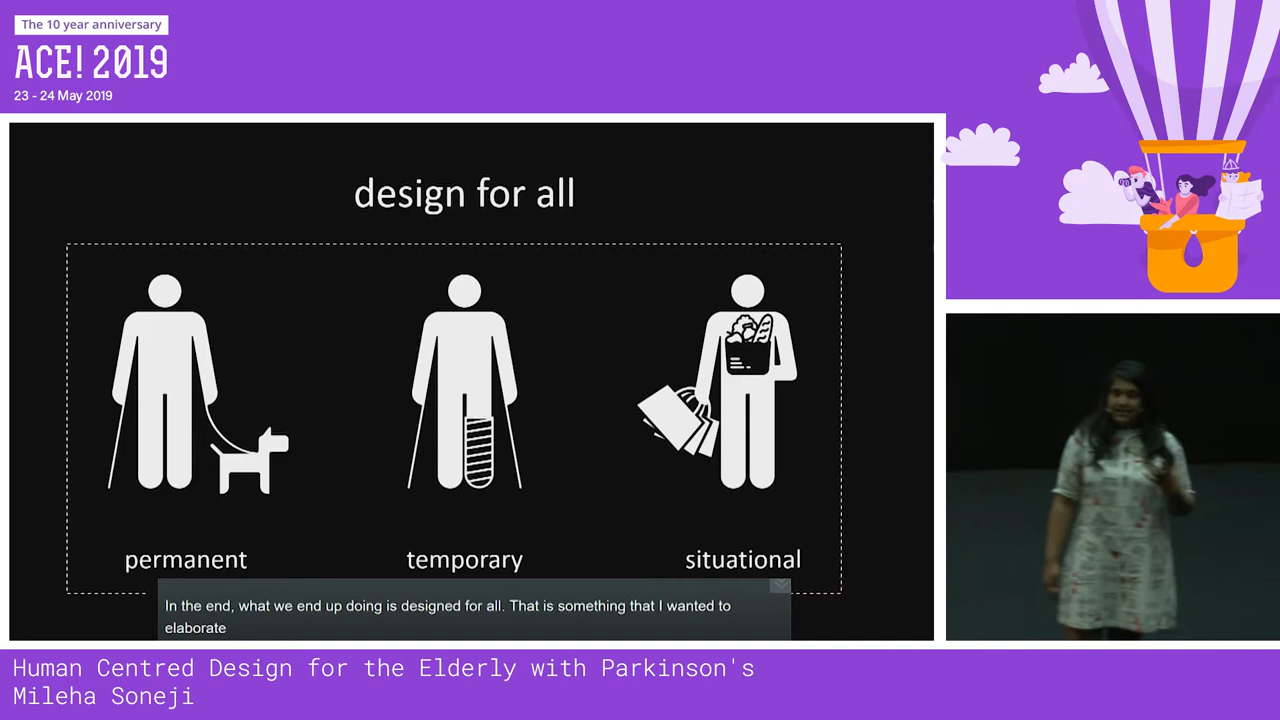 The 10 year anniversary
ACE! 2019
23 - 24 May 2019
design for all
permanent
temporary
situational
In the end, what we end up doing is designed for all. That is something that I wanted to
elaborate
Human Centred Design for the Elderly with Parkinson's
Mileha Soneji